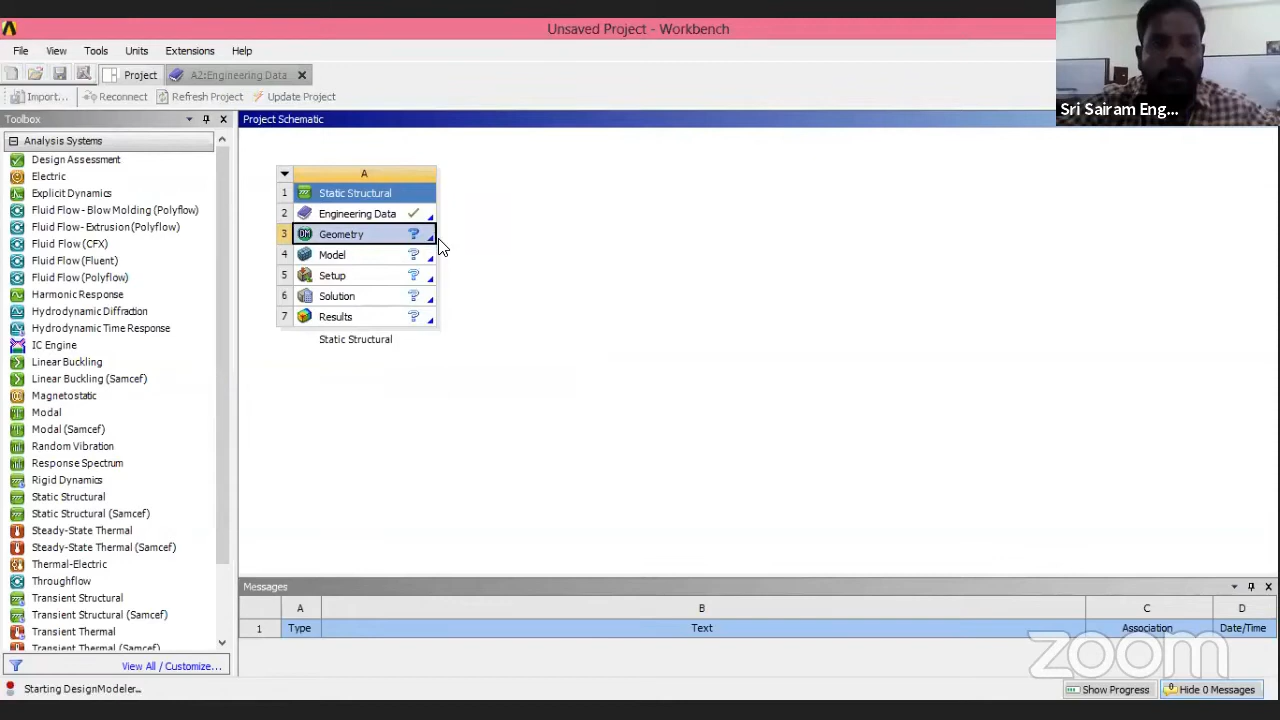 Unsaved Project - Workbench
File View Tools Units Extensions Help
Project A2:Engineering Data
Import... Reconnect Refresh Project Update Project
Sri Sairam Eng...
Toolbox
Project Schematic
Analysis Systems
Design Assessment
Electric
Explicit Dynamics
Fluid Flow - Blow Molding (Polyflow)
Fluid Flow - Extrusion (Polyflow)
Fluid Flow (CFX)
Fluid Flow (Fluent)
Fluid Flow (Polyflow)
Harmonic Response
Hydrodynamic Diffraction
Hydrodynamic Time Response
IC Engine
Linear Buckling
Linear Buckling (Samcef)
Magnetostatic
Modal
Modal (Samcef)
Random Vibration
Response Spectrum
Rigid Dynamics
Static Structural
Static Structural (Samcef)
Steady-State Thermal
Steady-State Thermal (Samcef)
Thermal-Electric
Throughflow
Transient Structural
Transient Structural (Samcef)
Transient Thermal
Transient Thermal (Samcef)
View All / Customize...
A
1 Static Structural
2 Engineering Data
3 DM Geometry ?
4 Model ?
5 Setup ?
6 Solution ?
7 Results ?
Static Structural
Messages
A B C D
1 Type Text Association Date/Time
zoom
Starting DesignModeler...
Show Progress Hide 0 Messages